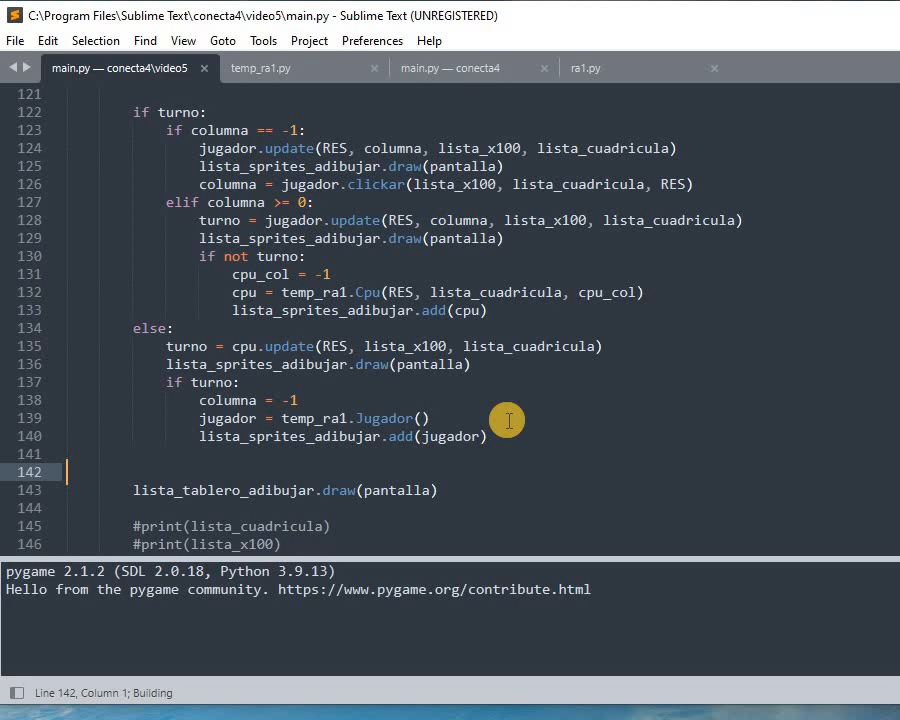 C:\Program Files\Sublime Text\conecta4\video5\main.py - Sublime Text (UNREGISTERED)
File Edit Selection Find View Goto Tools Project Preferences Help
main.py — conecta4\video5 × temp_ra1.py × main.py — conecta4 × ra1.py ×
121
122 if turno:
123 if columna == -1:
124 jugador.update(RES, columna, lista_x100, lista_cuadricula)
125 lista_sprites_adibujar.draw(pantalla)
126 columna = jugador.clickar(lista_x100, lista_cuadricula, RES)
127 elif columna >= 0:
128 turno = jugador.update(RES, columna, lista_x100, lista_cuadricula)
129 lista_sprites_adibujar.draw(pantalla)
130 if not turno:
131 cpu_col = -1
132 cpu = temp_ra1.Cpu(RES, lista_cuadricula, cpu_col)
133 lista_sprites_adibujar.add(cpu)
134 else:
135 turno = cpu.update(RES, lista_x100, lista_cuadricula)
136 lista_sprites_adibujar.draw(pantalla)
137 if turno:
138 columna = -1
139 jugador = temp_ra1.Jugador()
140 lista_sprites_adibujar.add(jugador)
141
142
143 lista_tablero_adibujar.draw(pantalla)
144
145 #print(lista_cuadricula)
146 #print(lista_x100)
pygame 2.1.2 (SDL 2.0.18, Python 3.9.13)
Hello from the pygame community. https://www.pygame.org/contribute.html
Line 142, Column 1; Building